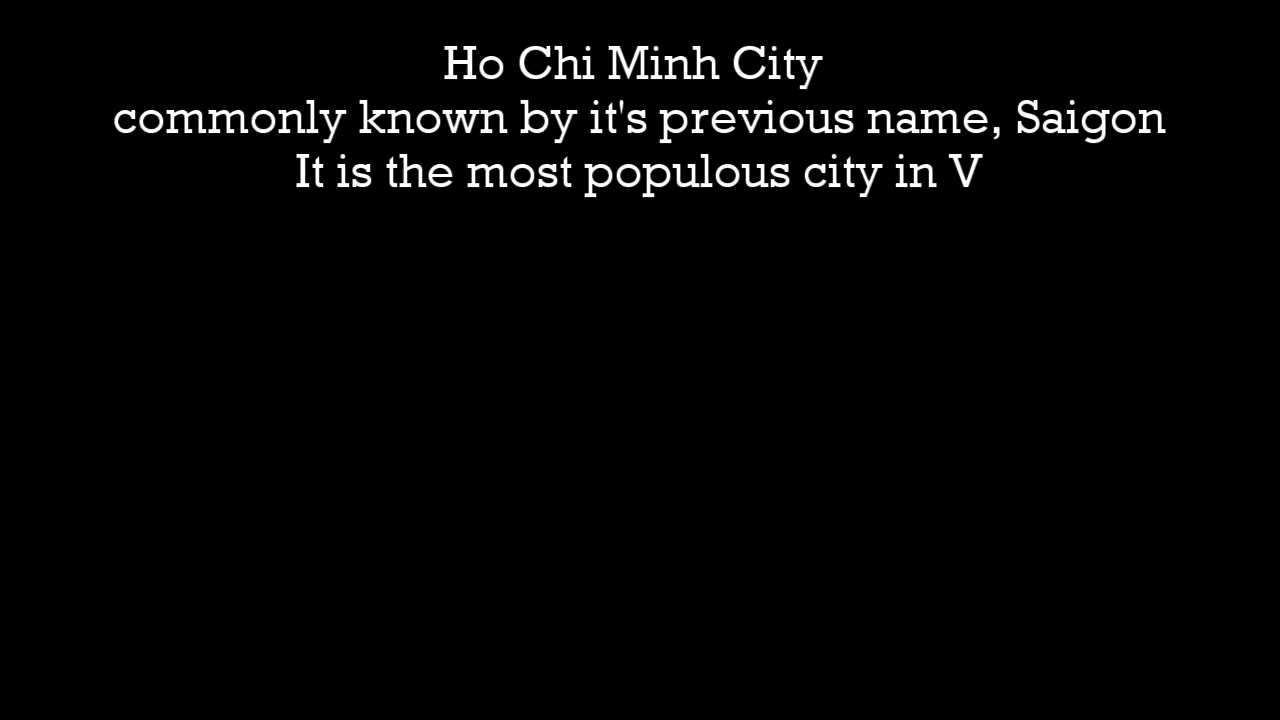 Ho Chi Minh City
commonly known by it's previous name, Saigon
It is the most populous city in V